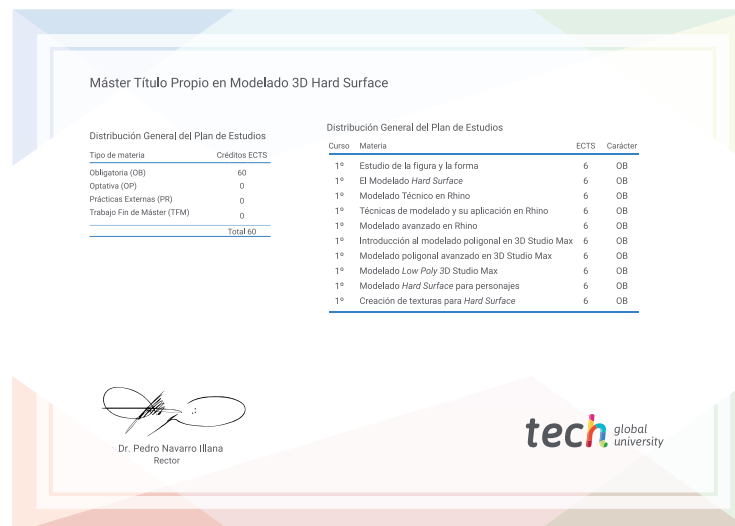 Máster Título Propio en Modelado 3D Hard Surface
Distribución General del Plan de Estudios
Tipo de materia Créditos ECTS
Obligatoria (OB) 60
Optativa (OP) 0
Prácticas Externas (PR) 0
Trabajo Fin de Máster (TFM) 0
Total 60
Distribución General del Plan de Estudios
Curso Materia ECTS Carácter
1º Estudio de la figura y la forma 6 OB
1º El Modelado Hard Surface 6 OB
1º Modelado Técnico en Rhino 6 OB
1º Técnicas de modelado y su aplicación en Rhino 6 OB
1º Modelado avanzado en Rhino 6 OB
1º Introducción al modelado poligonal en 3D Studio Max 6 OB
1º Modelado poligonal avanzado en 3D Studio Max 6 OB
1º Modelado Low Poly 3D Studio Max 6 OB
1º Modelado Hard Surface para personajes 6 OB
1º Creación de texturas para Hard Surface 6 OB
Dr. Pedro Navarro Illana
Rector
tech global
university